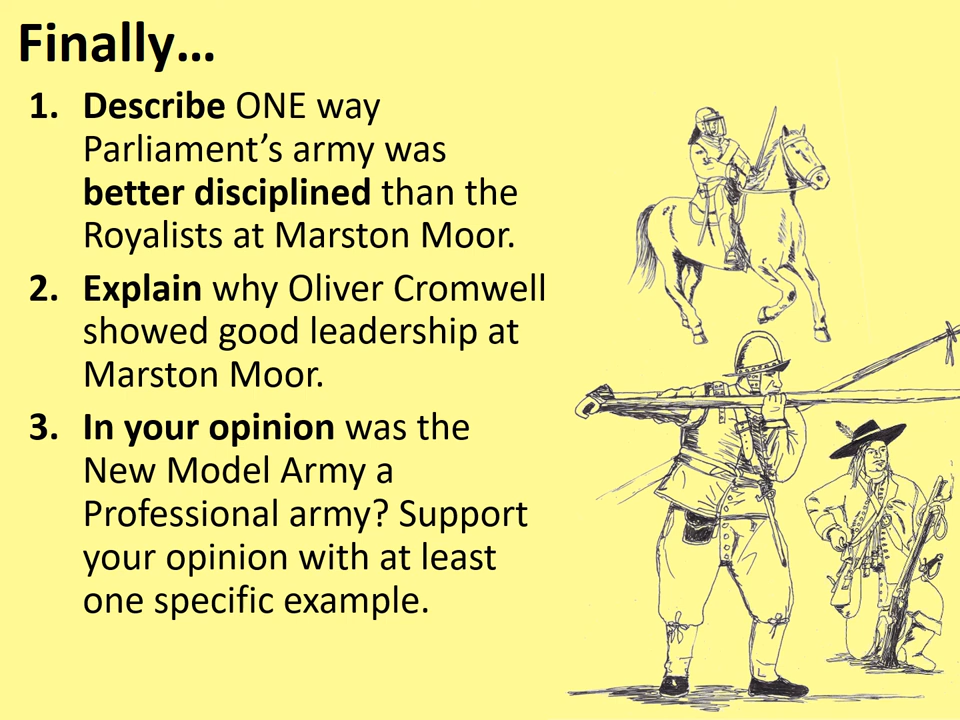 Finally…
1. Describe ONE way
Parliament’s army was
better disciplined than the
Royalists at Marston Moor.
2. Explain why Oliver Cromwell
showed good leadership at
Marston Moor.
3. In your opinion was the
New Model Army a
Professional army? Support
your opinion with at least
one specific example.